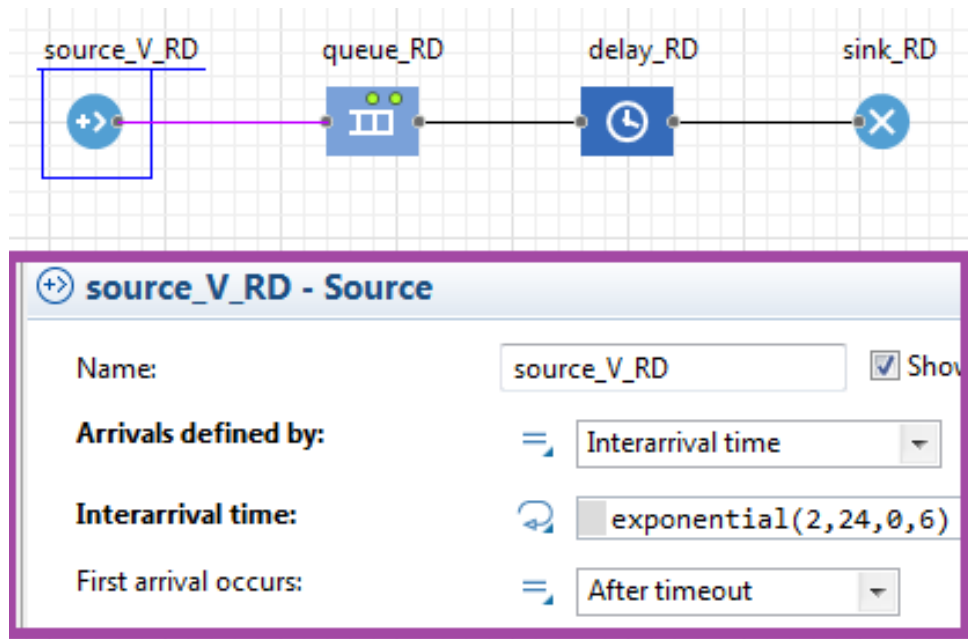 source_V_RD queue_RD delay_RD sink_RD
source_V_RD - Source
Name: source_V_RD Show
Arrivals defined by: Interarrival time
Interarrival time: exponential(2,24,0,6)
First arrival occurs: After timeout